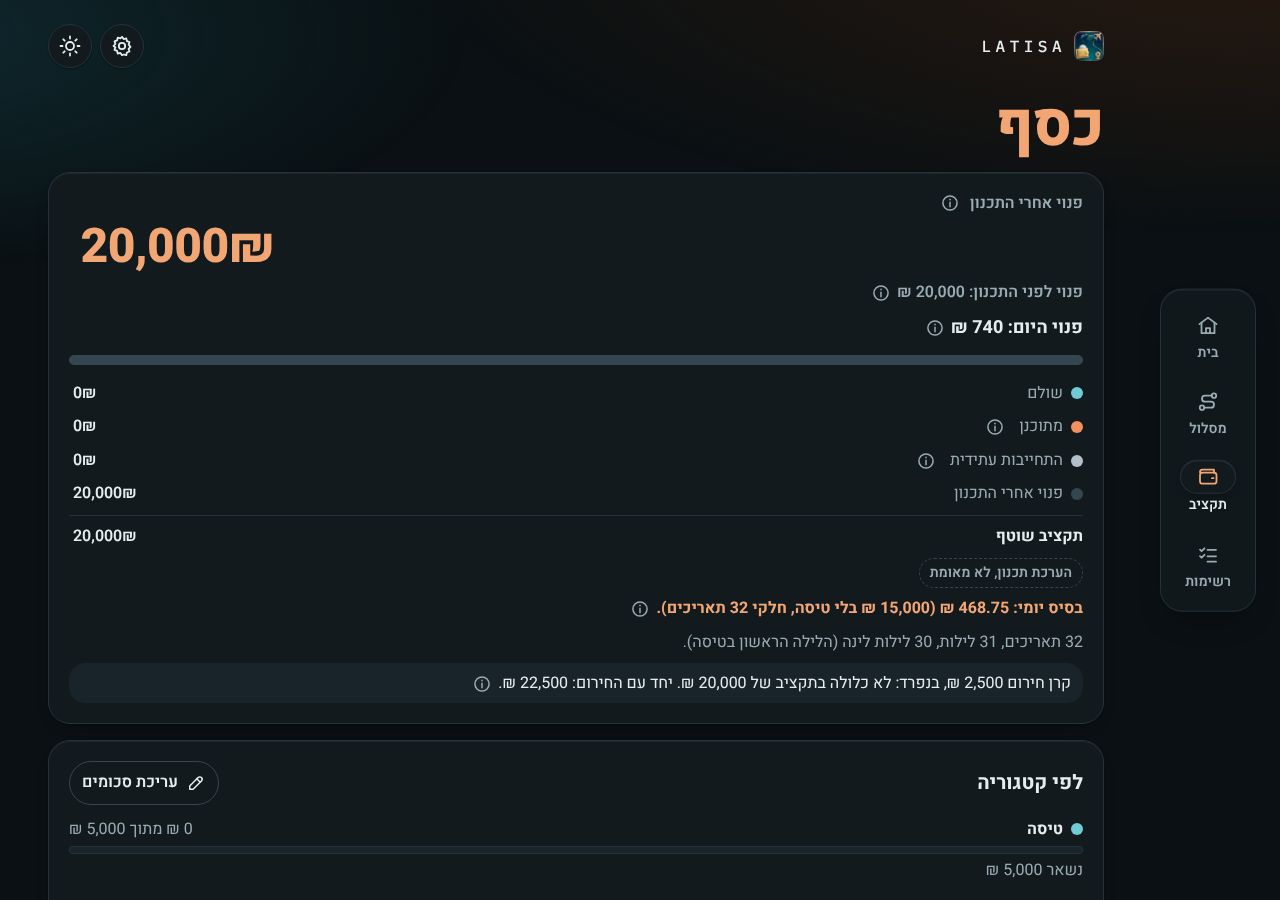 LATISA
כסף
פנוי אחרי התכנון
20,000₪
פנוי לפני התכנון: 20,000 ₪
פנוי היום: 740 ₪
שולם 0₪
מתוכנן 0₪
התחייבות עתידית 0₪
פנוי אחרי התכנון 20,000₪
תקציב שוטף 20,000₪
הערכת תכנון, לא מאומת
בסיס יומי: 468.75 ₪ (15,000 ₪ בלי טיסה, חלקי 32 תאריכים).
32 תאריכים, 31 לילות, 30 לילות לינה (הלילה הראשון בטיסה).
קרן חירום 2,500 ₪, בנפרד: לא כלולה בתקציב של 20,000 ₪. יחד עם החירום: 22,500 ₪.
לפי קטגוריה
עריכת סכומים
טיסה 0 ₪ מתוך 5,000 ₪
נשאר 5,000 ₪
בית
מסלול
תקציב
רשימות